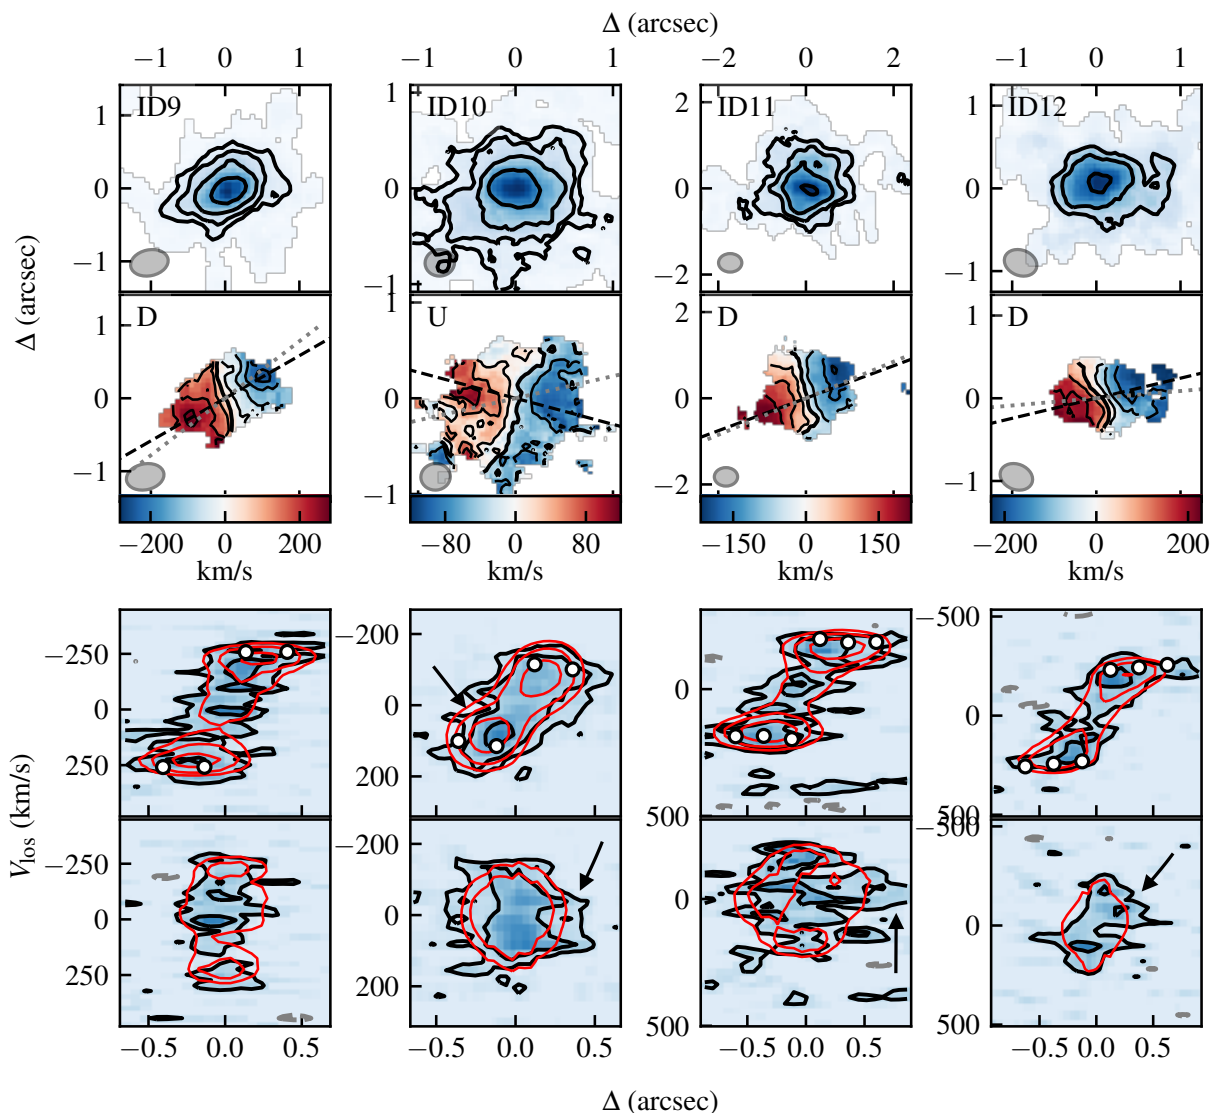 Δ (arcsec)
−1 0 1 −1 0 1 −2 0 2 −1 0 1
ID9 ID10 ID11 ID12
1 1 2 1
0 0 0 0
−1 −1 −2 −1
Δ (arcsec)
D U D D
1 1 2 1
0 0 0 0
−1 −1 −2 −1
−200 0 200 −80 0 80 −150 0 150 −200 0 200
km/s km/s km/s km/s
−250 −200 0 −500
0 0 500 0
250 200 500
V_los (km/s)
−250 −200 0 −500
0 0 500 0
250 200 500
−0.5 0.0 0.5 −0.5 0.0 0.5 −0.5 0.0 0.5 −0.5 0.0 0.5
Δ (arcsec)